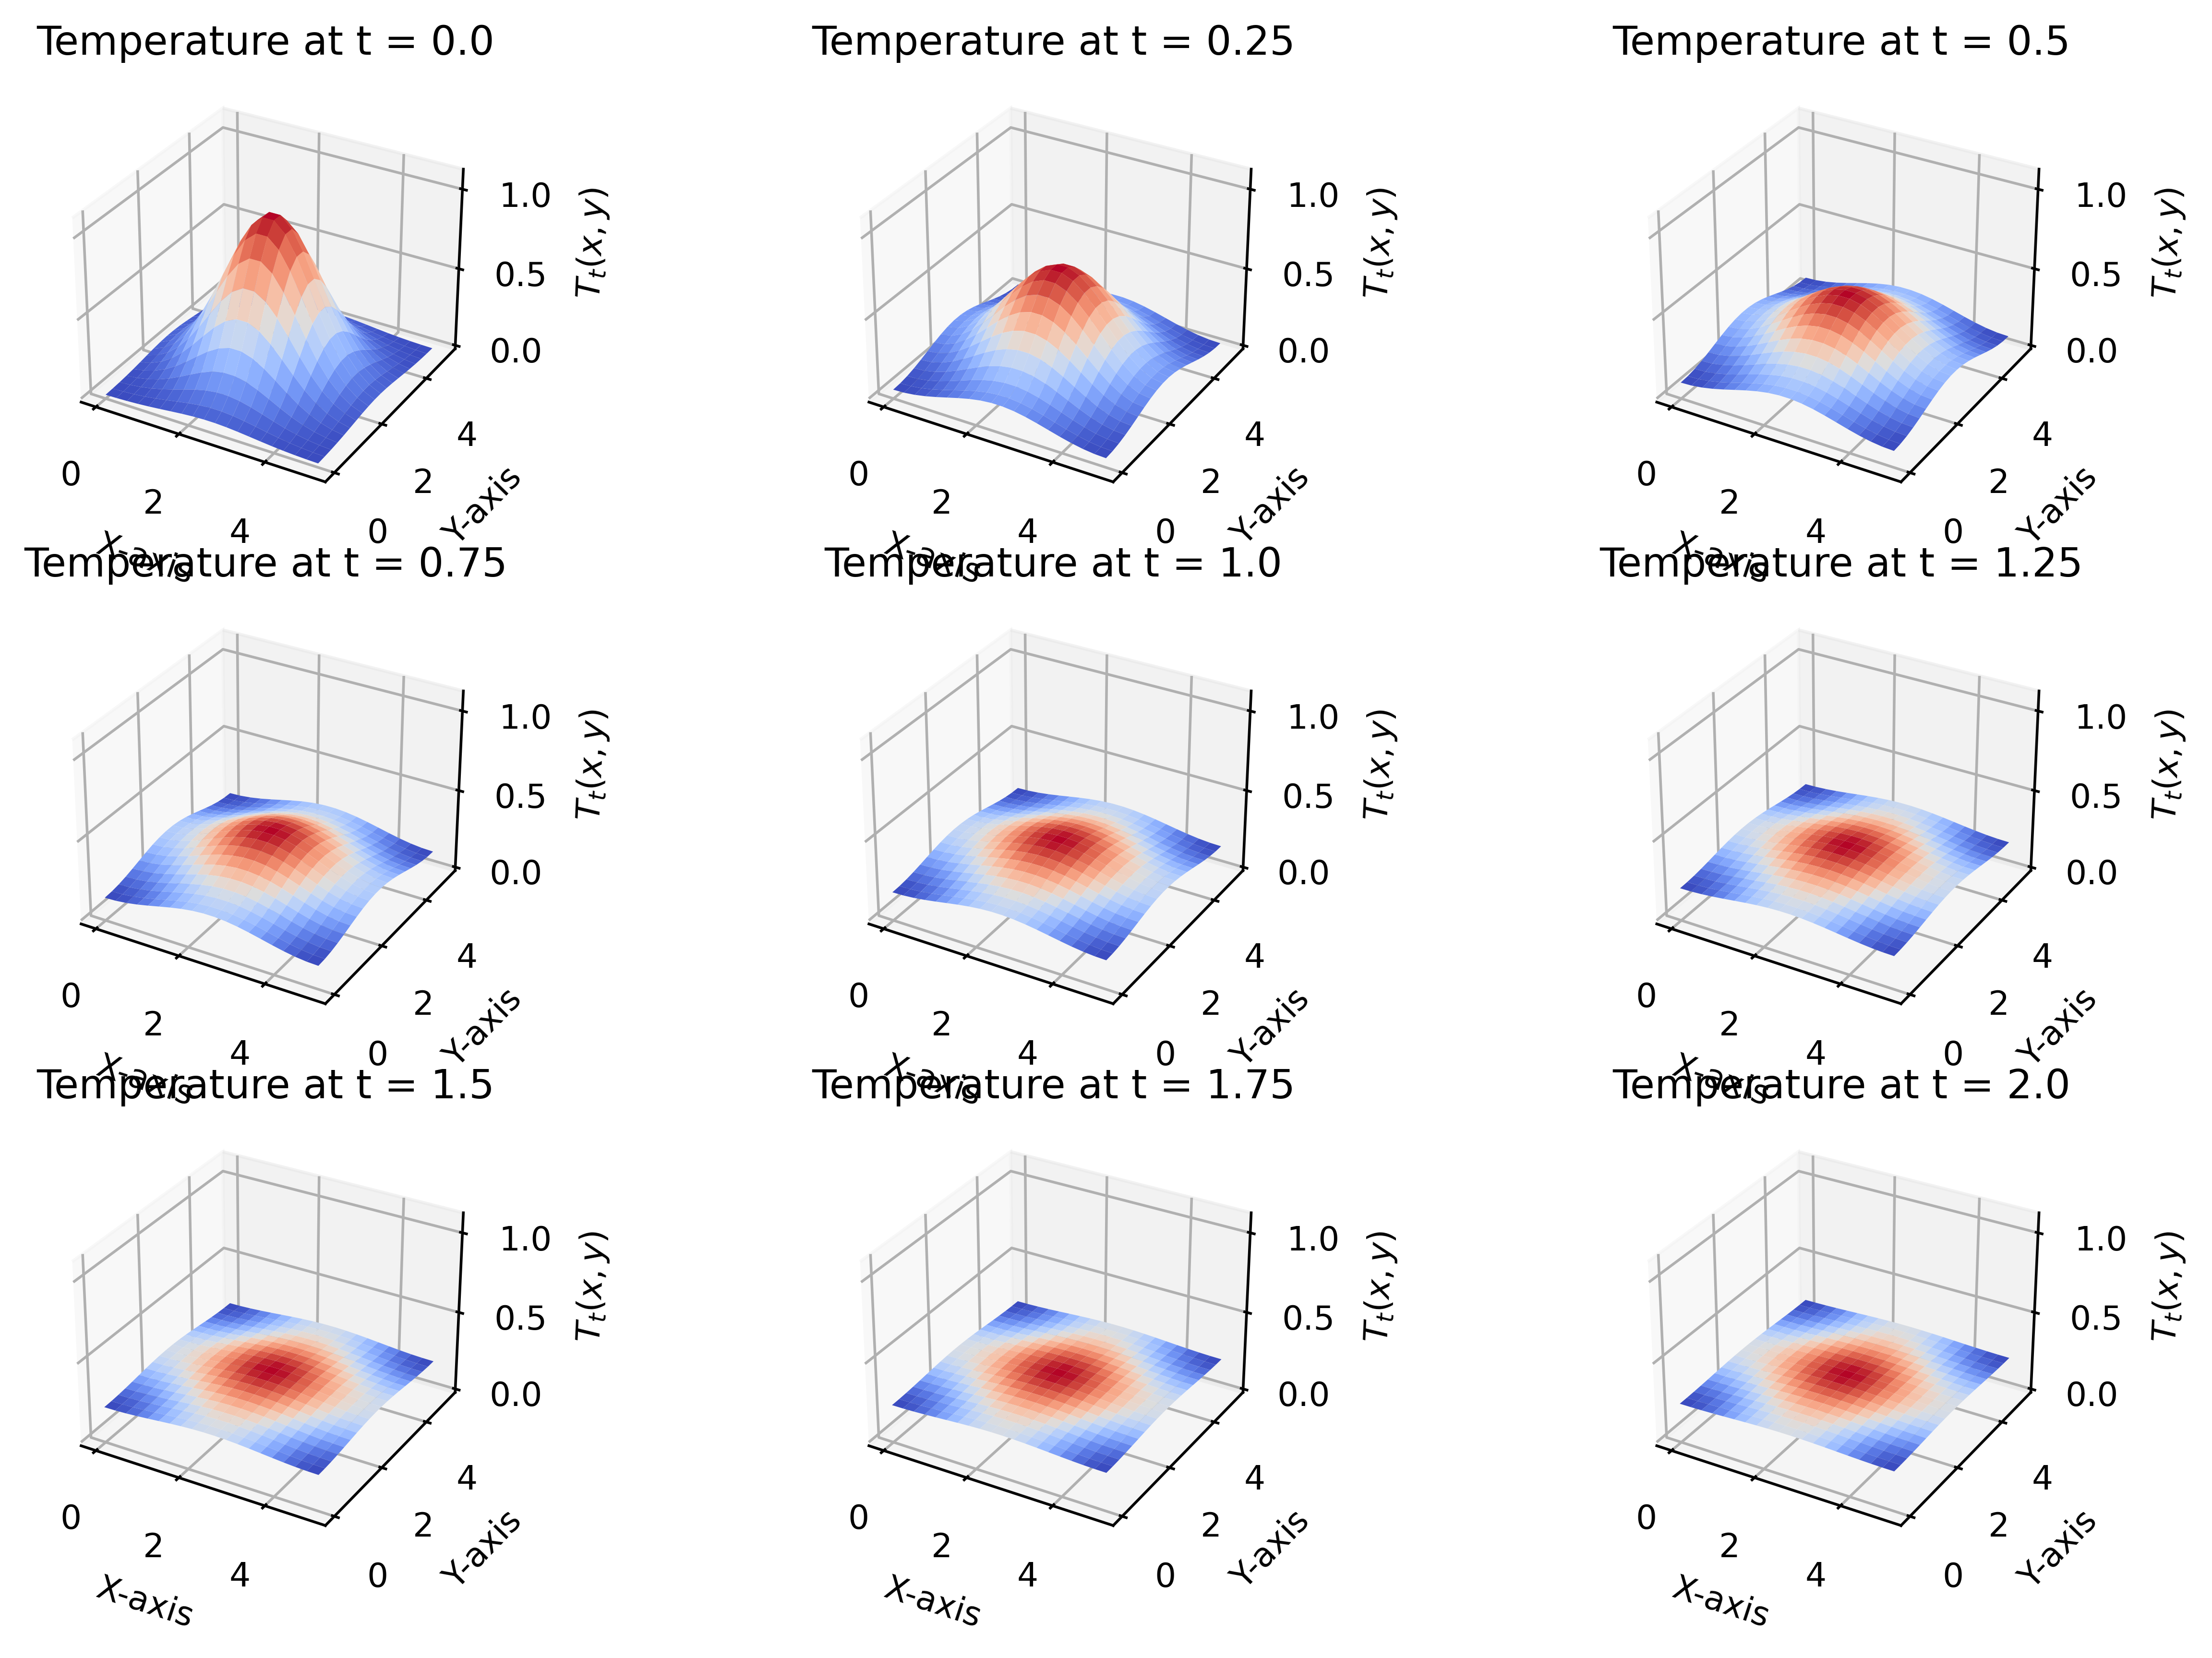 Temperature at t = 0.0
1.0
0.5
0.0
T_t(x, y)
0
2
4
X-axis
0
2
4
Y-axis
Temperature at t = 0.25
1.0
0.5
0.0
T_t(x, y)
0
2
4
X-axis
0
2
4
Y-axis
Temperature at t = 0.5
1.0
0.5
0.0
T_t(x, y)
0
2
4
X-axis
0
2
4
Y-axis
Temperature at t = 0.75
1.0
0.5
0.0
T_t(x, y)
0
2
4
X-axis
0
2
4
Y-axis
Temperature at t = 1.0
1.0
0.5
0.0
T_t(x, y)
0
2
4
X-axis
0
2
4
Y-axis
Temperature at t = 1.25
1.0
0.5
0.0
T_t(x, y)
0
2
4
X-axis
0
2
4
Y-axis
Temperature at t = 1.5
1.0
0.5
0.0
T_t(x, y)
0
2
4
X-axis
0
2
4
Y-axis
Temperature at t = 1.75
1.0
0.5
0.0
T_t(x, y)
0
2
4
X-axis
0
2
4
Y-axis
Temperature at t = 2.0
1.0
0.5
0.0
T_t(x, y)
0
2
4
X-axis
0
2
4
Y-axis